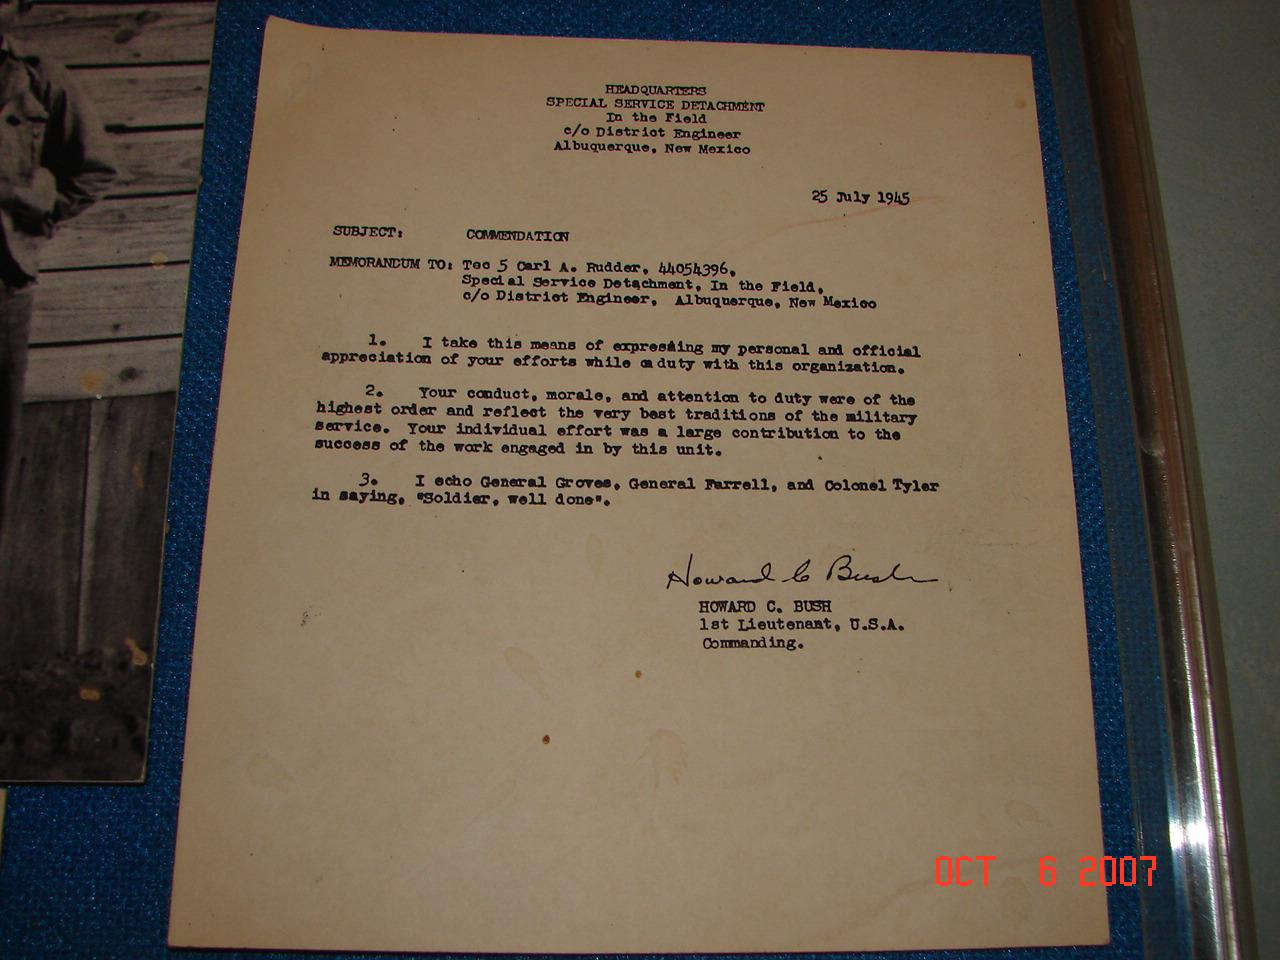 HEADQUARTERS
SPECIAL SERVICE DETACHMENT
In the Field
c/o District Engineer
Albuquerque, New Mexico
25 July 1945
SUBJECT: COMMENDATION
MEMORANDUM TO: Tec 5 Carl A. Rudder, 44054396,
Special Service Detachment, In the Field,
c/o District Engineer, Albuquerque, New Mexico
1. I take this means of expressing my personal and official
appreciation of your efforts while on duty with this organization.
2. Your conduct, morale, and attention to duty were of the
highest order and reflect the very best traditions of the military
service. Your individual effort was a large contribution to the
success of the work engaged in by this unit.
3. I echo General Groves, General Farrell, and Colonel Tyler
in saying, "Soldier, well done".
Howard C Bush
HOWARD C. BUSH
1st Lieutenant, U.S.A.
Commanding.
OCT 6 2007